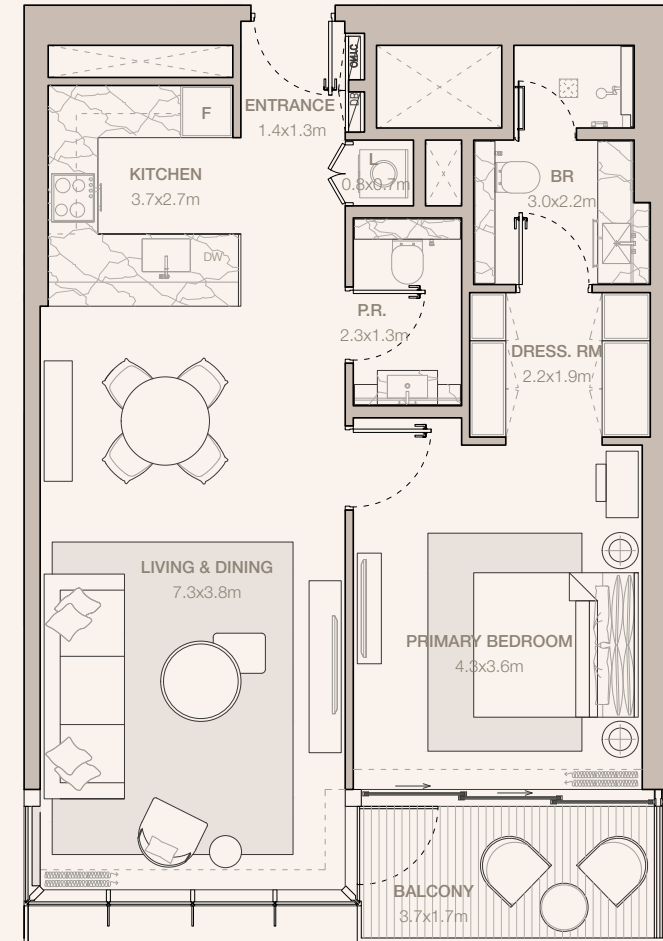 ENTRANCE
1.4x1.3m
DB
F
KITCHEN
3.7x2.7m
L
0.8x0.7m
BR
3.0x2.2m
DW
P.R.
2.3x1.3m
DRESS. RM
2.2x1.9m
LIVING & DINING
7.3x3.8m
PRIMARY BEDROOM
4.3x3.6m
BALCONY
3.7x1.7m